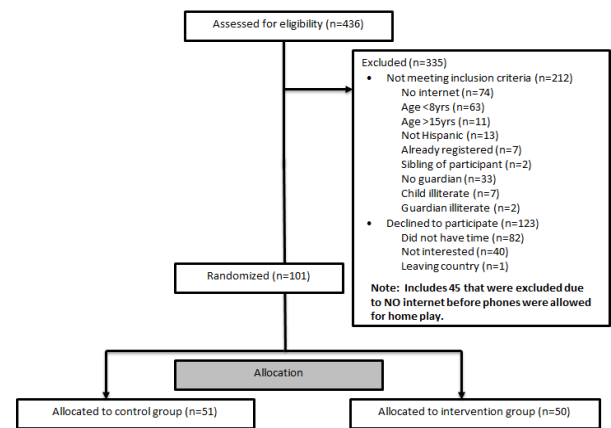 Assessed for eligibility (n=436)
Excluded (n=335)
• Not meeting inclusion criteria (n=212)
No internet (n=74)
Age <8yrs (n=63)
Age >15yrs (n=11)
Not Hispanic (n=13)
Already registered (n=7)
Sibling of participant (n=2)
No guardian (n=33)
Child illiterate (n=7)
Guardian illiterate (n=2)
• Declined to participate (n=123)
Did not have time (n=82)
Not interested (n=40)
Leaving country (n=1)
Note: Includes 45 that were excluded due
to NO internet before phones were allowed
for home play.
Randomized (n=101)
Allocation
Allocated to control group (n=51)
Allocated to intervention group (n=50)